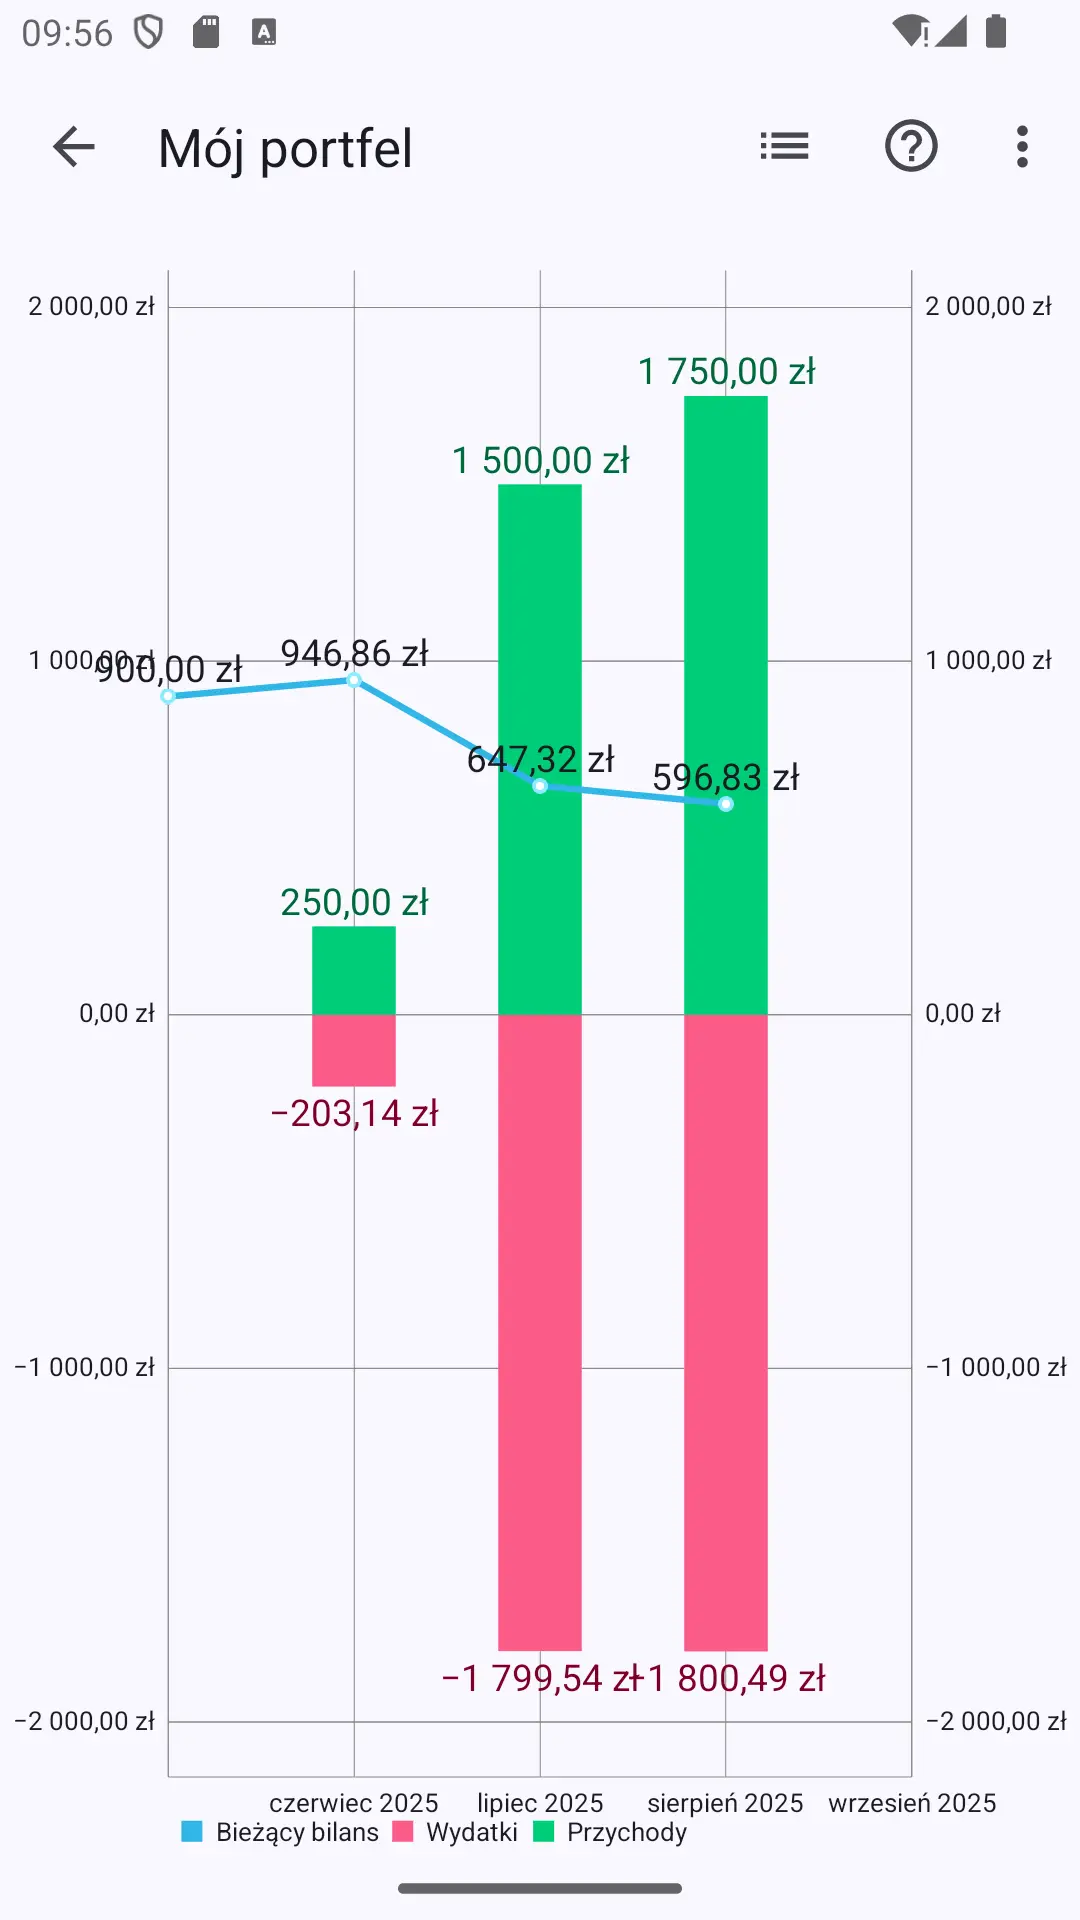 09:56
Mój portfel
2 000,00 zł 2 000,00 zł
1 750,00 zł
1 500,00 zł
946,86 zł
1 000,00 zł 1 000,00 zł
900,00 zł
647,32 zł
596,83 zł
250,00 zł
0,00 zł 0,00 zł
−203,14 zł
−1 000,00 zł −1 000,00 zł
−1 799,54 zł −1 800,49 zł
−2 000,00 zł −2 000,00 zł
czerwiec 2025 lipiec 2025 sierpień 2025 wrzesień 2025
Bieżący bilans Wydatki Przychody